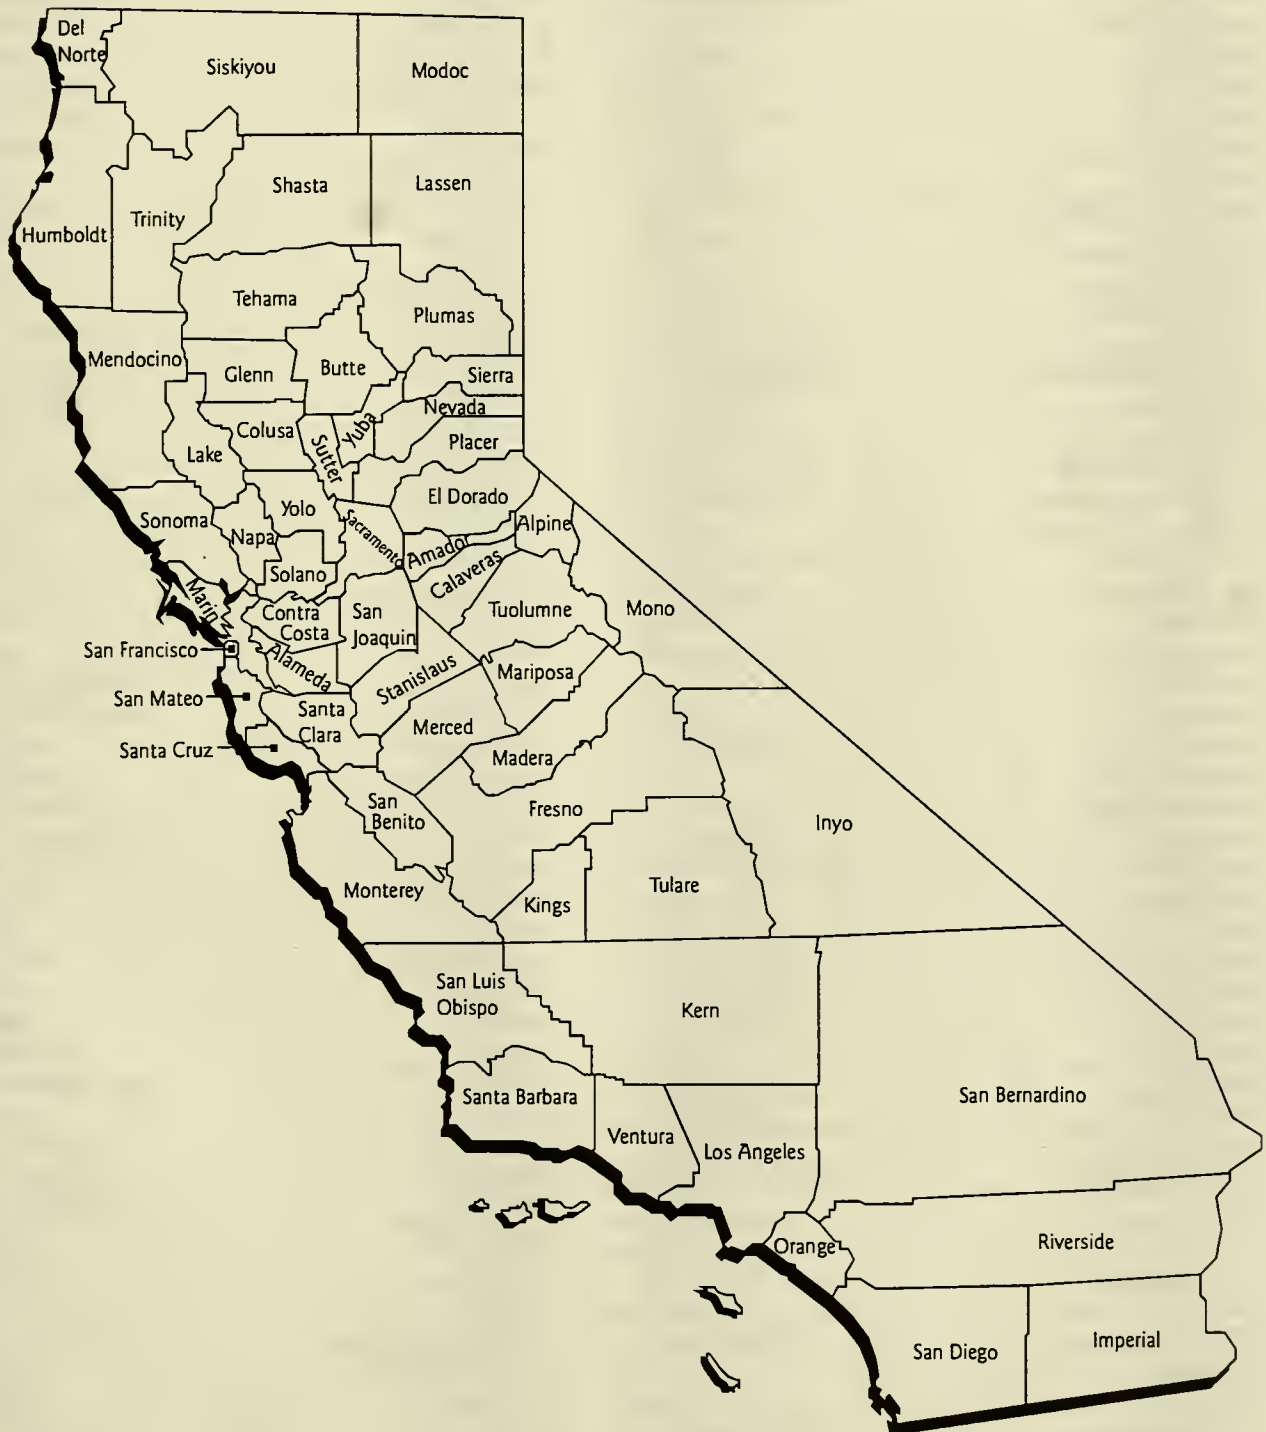 Del
Norte
Siskiyou
Modoc
Shasta
Lassen
Trinity
Humboldt
Tehama
Plumas
Mendocino
Glenn
Butte
Sierra
Nevada
Yuba
Colusa
Placer
Sutter
Lake
El Dorado
Yolo
Sonoma
Sacramento
Alpine
Napa
Amador
Solano
Calaveras
Marin
Contra
Costa
San
Joaquin
Tuolumne
Mono
San Francisco
Alameda
Stanislaus
Mariposa
San Mateo
Santa
Clara
Merced
Santa Cruz
Madera
San
Benito
Fresno
Inyo
Monterey
Kings
Tulare
San Luis
Obispo
Kern
Santa Barbara
San Bernardino
Ventura
Los Angeles
Orange
Riverside
San Diego
Imperial